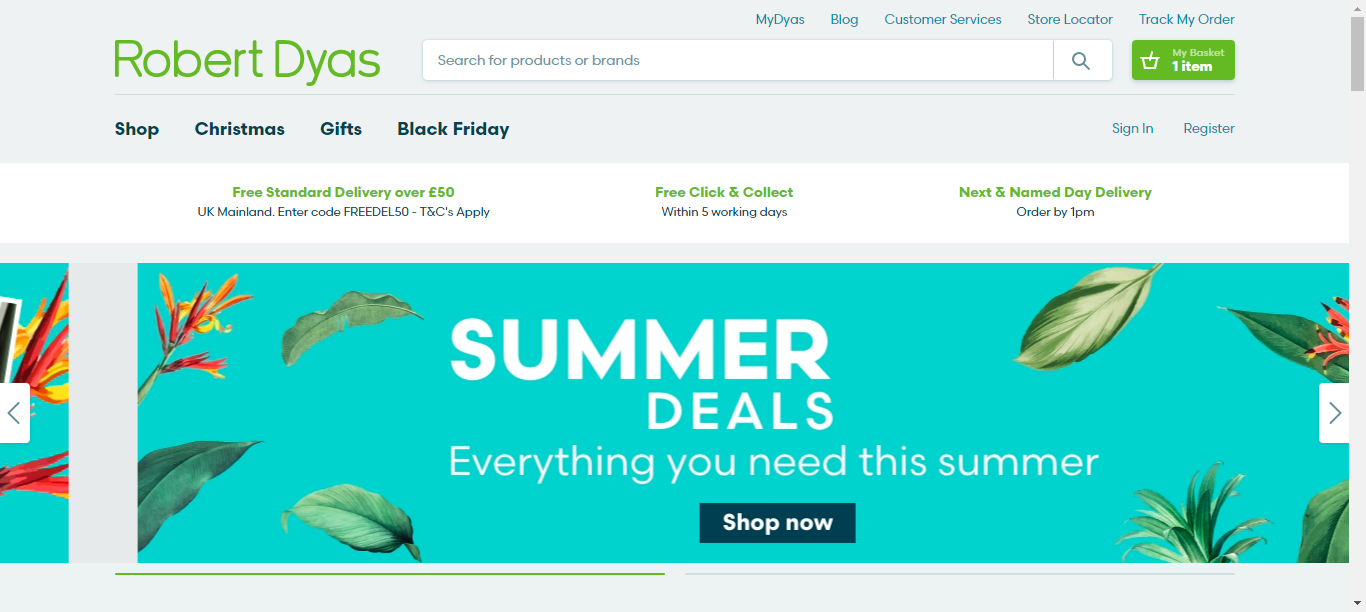 MyDyas Blog Customer Services Store Locator Track My Order
Robert Dyas
Search for products or brands
My Basket
1 item
Shop Christmas Gifts Black Friday
Sign In Register
Free Standard Delivery over £50
UK Mainland. Enter code FREEDEL50 - T&C's Apply
Free Click & Collect
Within 5 working days
Next & Named Day Delivery
Order by 1pm
SUMMER
DEALS
Everything you need this summer
Shop now